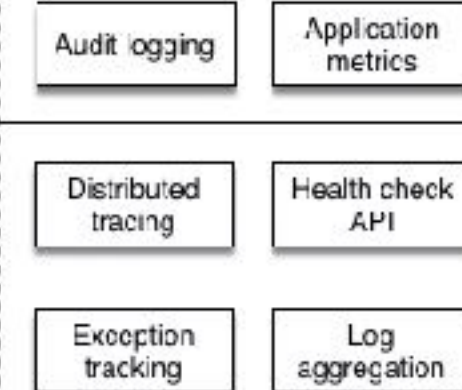 Audit logging
Application
metrics
Distributed
tracing
Health check
API
Exception
tracking
Log
aggregation